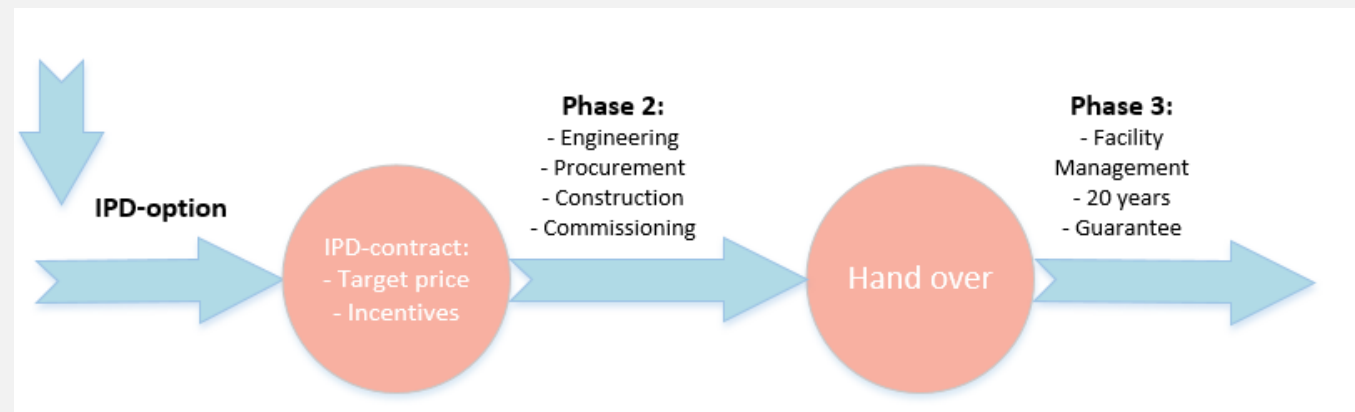 IPD-option
IPD-contract:
- Target price
- Incentives
Phase 2:
- Engineering
- Procurement
- Construction
- Commissioning
Hand over
Phase 3:
- Facility
Management
- 20 years
- Guarantee